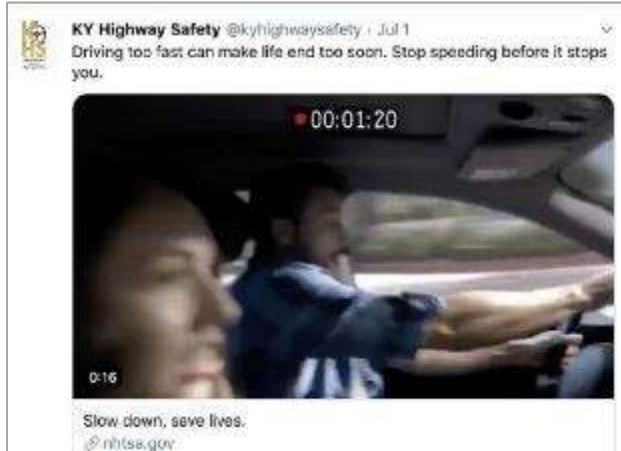 KY Highway Safety @kyhighwaysafety · Jul 1
Driving too fast can make life end too soon. Stop speeding before it stops
you.
00:01:20
0:16
Slow down, save lives.
nhtsa.gov